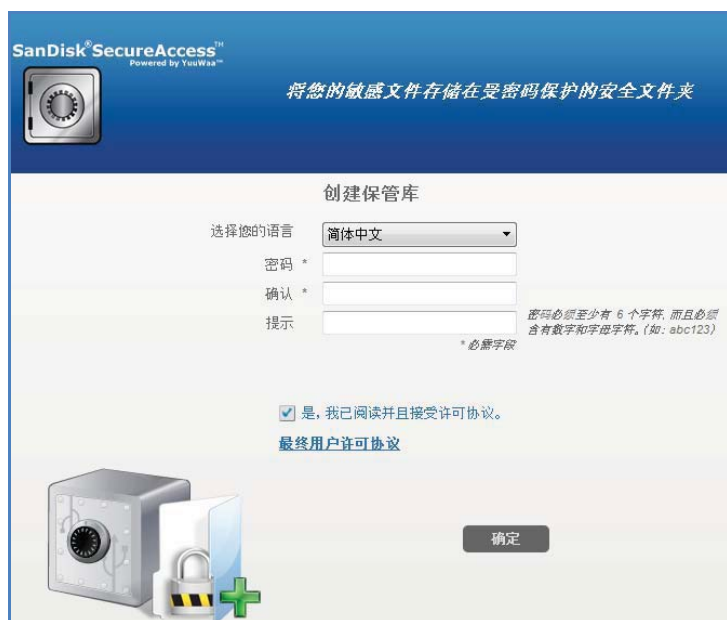 SanDisk®SecureAccess™
Powered by YuuWaa™
将您的敏感文件存储在受密码保护的安全文件夹
创建保管库
选择您的语言 简体中文
密码 *
确认 *
提示
密码必须至少有 6 个字符, 而且必须
含有数字和字母字符。(如: abc123)
* 必需字段
是, 我已阅读并且接受许可协议。
最终用户许可协议
确定